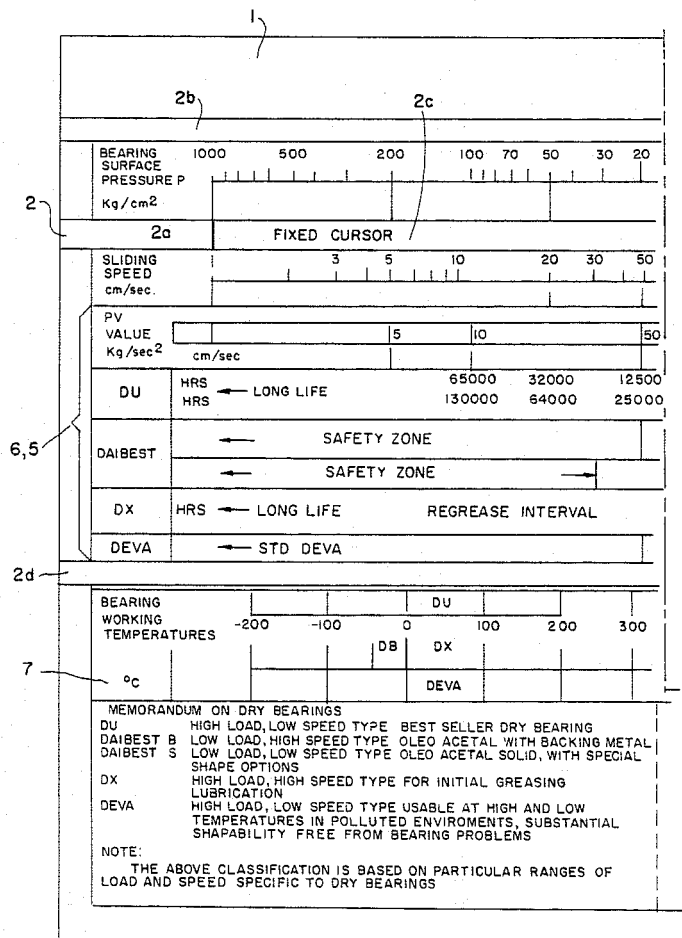 1
2b
2c
BEARING SURFACE PRESSURE P Kg/cm2
1000 500 200 100 70 50 30 20
2
2a FIXED CURSOR
SLIDING SPEED cm/sec.
3 5 10 20 30 50
PV VALUE Kg/sec2
5 10 50
cm/sec
6,5
DU
HRS ← LONG LIFE 65000 32000 12500
HRS 130000 64000 25000
DAIBEST
← SAFETY ZONE
← SAFETY ZONE →
DX HRS ← LONG LIFE REGREASE INTERVAL
DEVA ← STD DEVA
2d
BEARING WORKING TEMPERATURES
DU
-200 -100 0 100 200 300
DB DX
7
°C
DEVA
MEMORANDUM ON DRY BEARINGS
DU HIGH LOAD, LOW SPEED TYPE BEST SELLER DRY BEARING
DAIBEST B LOW LOAD, HIGH SPEED TYPE OLEO ACETAL WITH BACKING METAL
DAIBEST S LOW LOAD, LOW SPEED TYPE OLEO ACETAL SOLID, WITH SPECIAL
SHAPE OPTIONS
DX HIGH LOAD, HIGH SPEED TYPE FOR INITIAL GREASING
LUBRICATION
DEVA HIGH LOAD, LOW SPEED TYPE USABLE AT HIGH AND LOW
TEMPERATURES IN POLLUTED ENVIROMENTS, SUBSTANTIAL
SHAPABILITY FREE FROM BEARING PROBLEMS
NOTE:
THE ABOVE CLASSIFICATION IS BASED ON PARTICULAR RANGES OF
LOAD AND SPEED SPECIFIC TO DRY BEARINGS